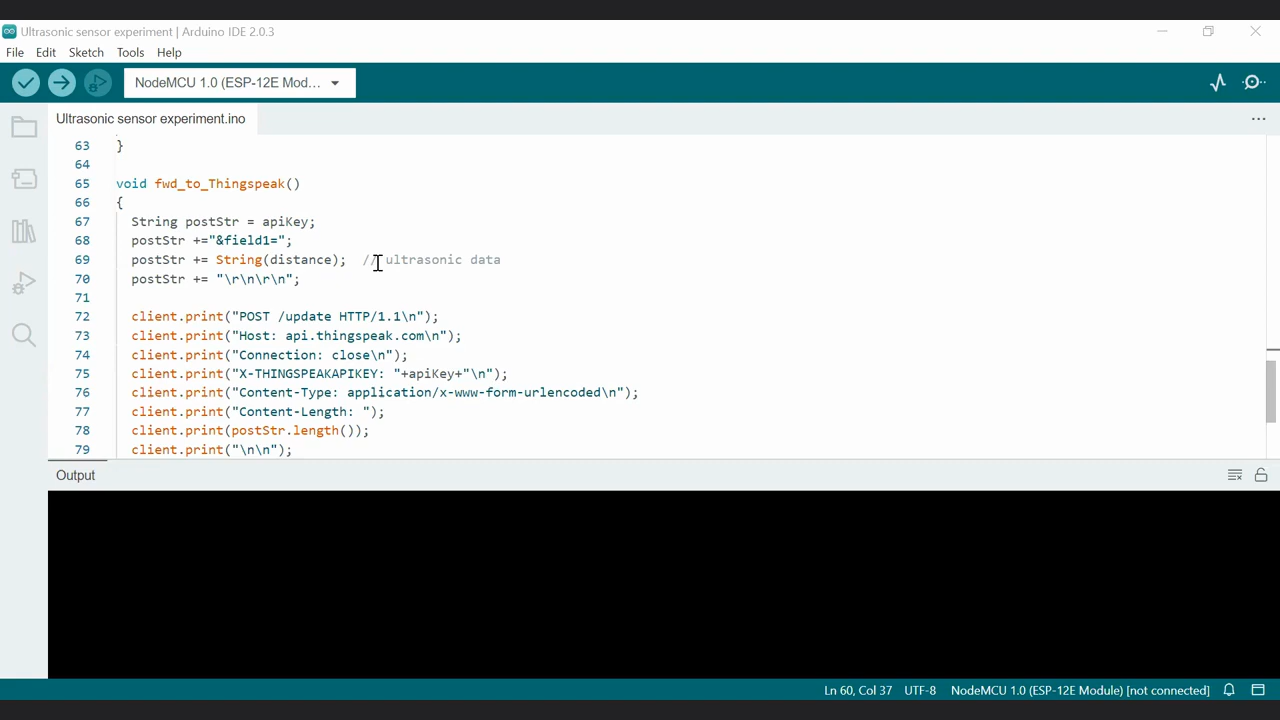 Ultrasonic sensor experiment | Arduino IDE 2.0.3
File Edit Sketch Tools Help
NodeMCU 1.0 (ESP-12E Mod...
Ultrasonic sensor experiment.ino
63 }
64
65 void fwd_to_Thingspeak()
66 {
67 String postStr = apiKey;
68 postStr +="&field1=";
69 postStr += String(distance); // ultrasonic data
70 postStr += "\r\n\r\n";
71
72 client.print("POST /update HTTP/1.1\n");
73 client.print("Host: api.thingspeak.com\n");
74 client.print("Connection: close\n");
75 client.print("X-THINGSPEAKAPIKEY: "+apiKey+"\n");
76 client.print("Content-Type: application/x-www-form-urlencoded\n");
77 client.print("Content-Length: ");
78 client.print(postStr.length());
79 client.print("\n\n");
Output
Ln 60, Col 37 UTF-8 NodeMCU 1.0 (ESP-12E Module) [not connected]